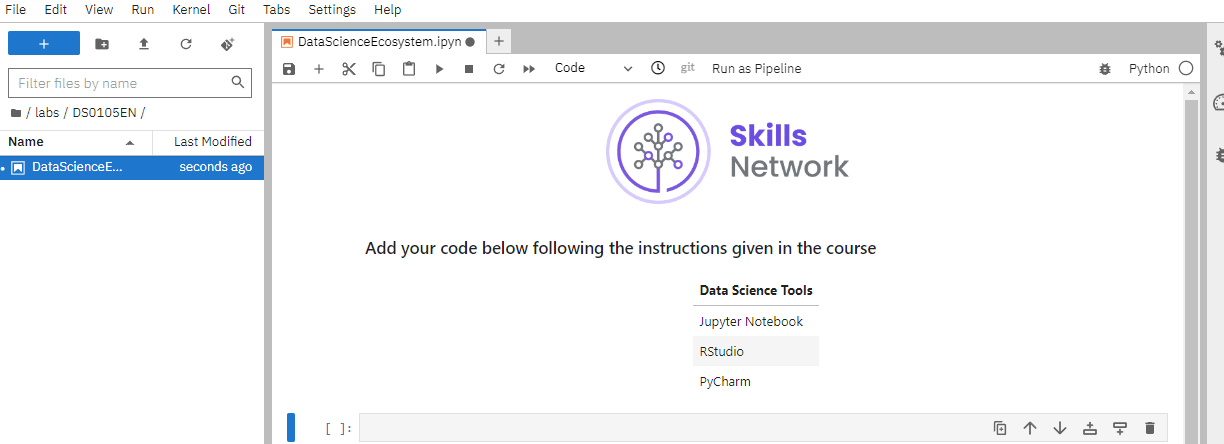 File Edit View Run Kernel Git Tabs Settings Help
DataScienceEcosystem.ipyn
Code git Run as Pipeline Python
Filter files by name
/ labs / DS0105EN /
Name Last Modified
DataScienceE... seconds ago
Skills
Network
Add your code below following the instructions given in the course
Data Science Tools
Jupyter Notebook
RStudio
PyCharm
[ ]: